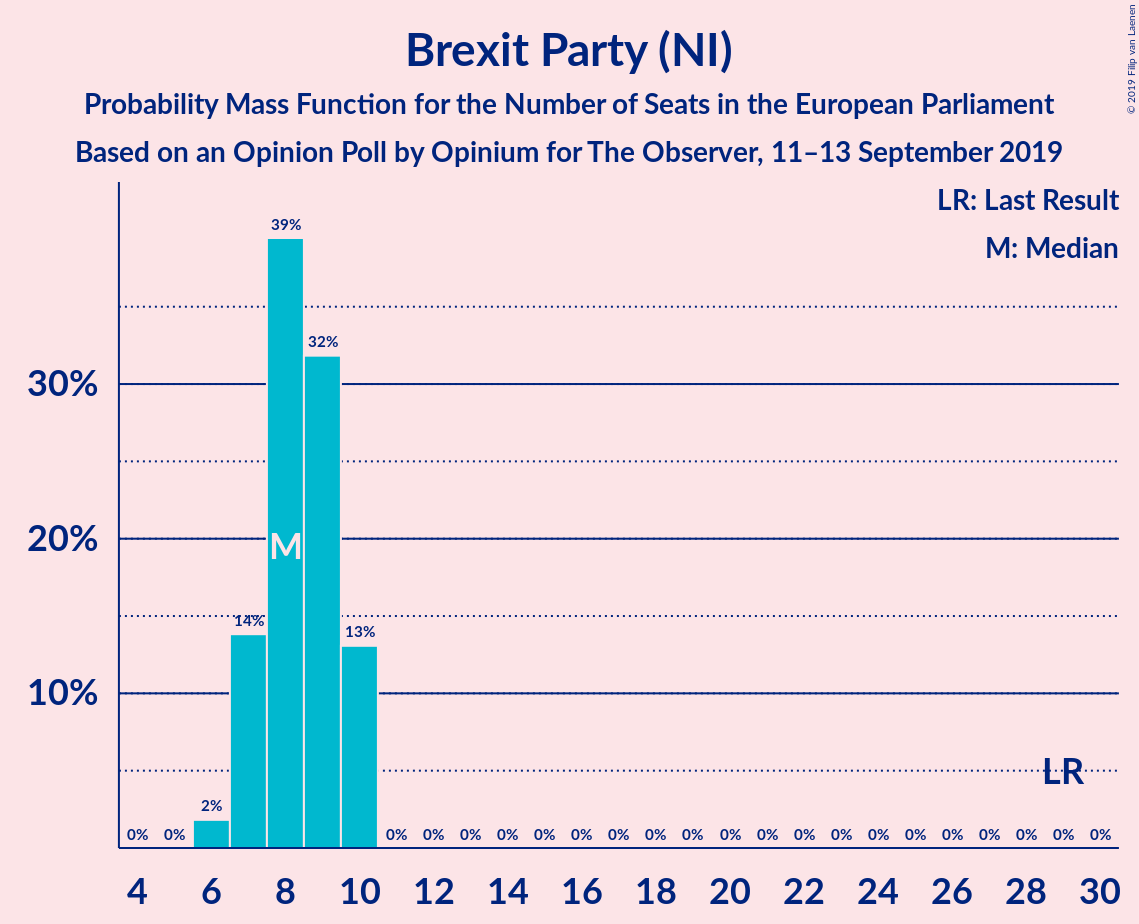 Brexit Party (NI)
Probability Mass Function for the Number of Seats in the European Parliament
Based on an Opinion Poll by Opinium for The Observer, 11–13 September 2019
© 2019 Filip van Laenen
LR: Last Result
M: Median
39%
32%
30%
20%
M
14%
13%
10%
LR
2%
0% 0% 0% 0% 0% 0% 0% 0% 0% 0% 0% 0% 0% 0% 0% 0% 0% 0% 0% 0% 0% 0%
4 6 8 10 12 14 16 18 20 22 24 26 28 30